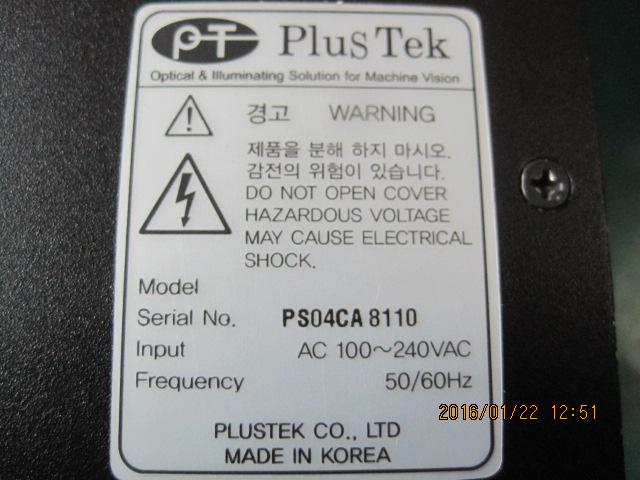 PT PlusTek
Optical & Illuminating Solution for Machine Vision
경고 WARNING
제품을 분해 하지 마시오.
감전의 위험이 있습니다.
DO NOT OPEN COVER
HAZARDOUS VOLTAGE
MAY CAUSE ELECTRICAL
SHOCK.
Model
Serial No. PS04CA 8110
Input AC 100~240VAC
Frequency 50/60Hz
2016/01/22 12:51
PLUSTEK CO., LTD
MADE IN KOREA